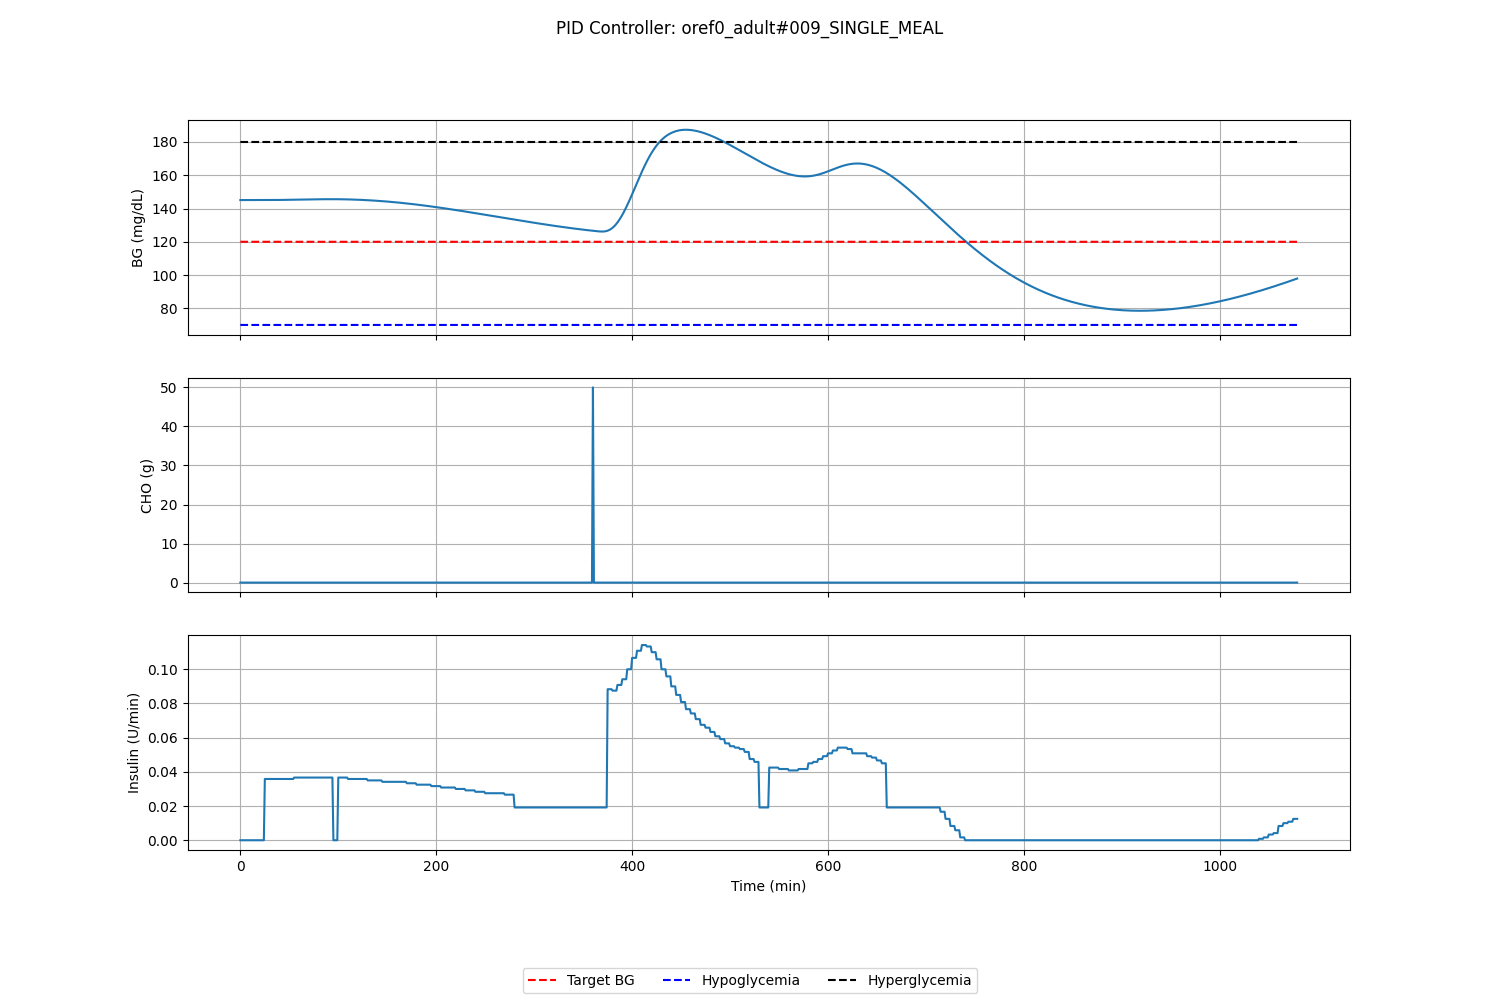 PID Controller: oref0_adult#009_SINGLE_MEAL
180
160
140
120
100
80
BG (mg/dL)
50
40
30
20
10
0
CHO (g)
0.10
0.08
0.06
0.04
0.02
0.00
Insulin (U/min)
0 200 400 600 800 1000
Time (min)
Target BG Hypoglycemia Hyperglycemia